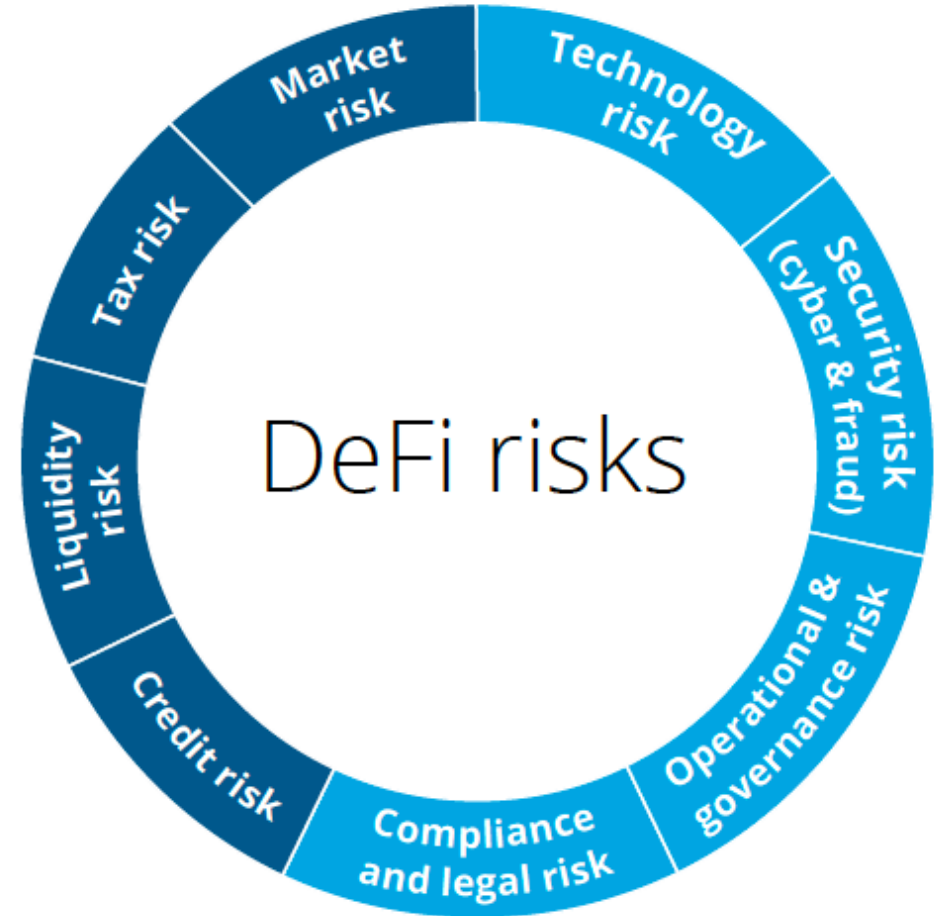 DeFi risks
Technology
risk
Security risk
(cyber & fraud)
Operational &
governance risk
Compliance
and legal risk
Credit risk
Liquidity
risk
Tax risk
Market
risk